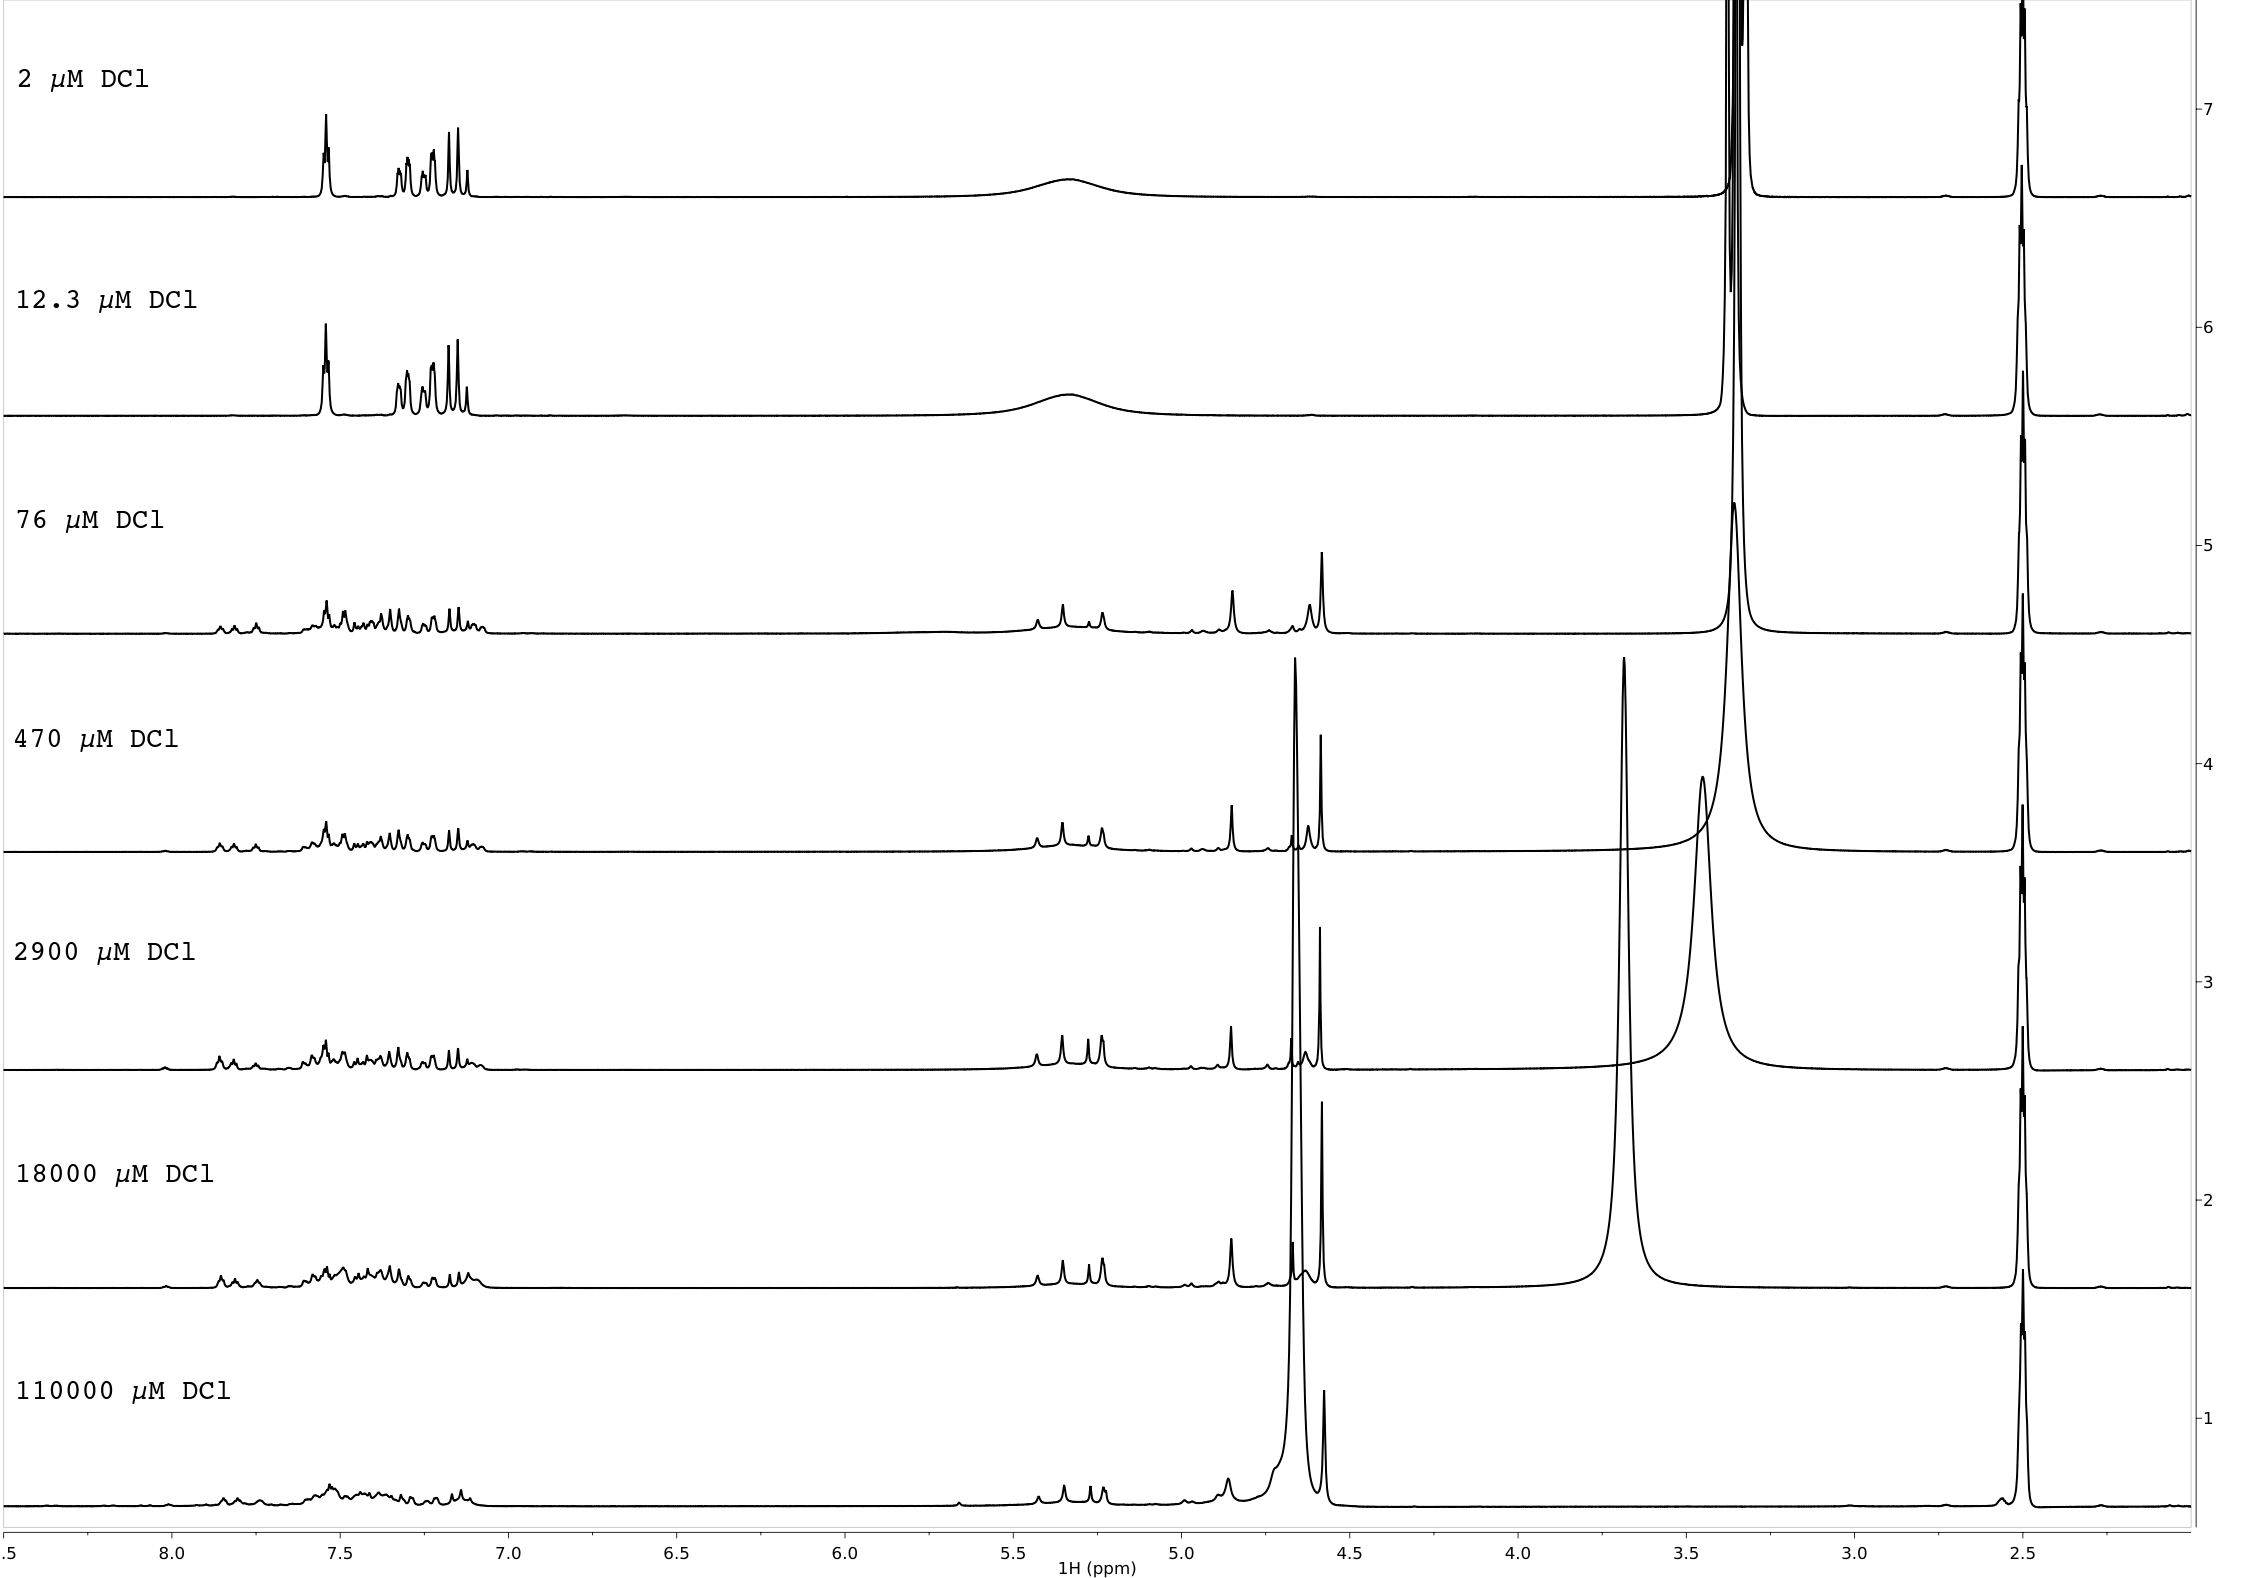 2 µM DCl
7
12.3 µM DCl
6
76 µM DCl
5
470 µM DCl
4
2900 µM DCl
3
18000 µM DCl
2
110000 µM DCl
1
.5 8.0 7.5 7.0 6.5 6.0 5.5 5.0 4.5 4.0 3.5 3.0 2.5
1H (ppm)